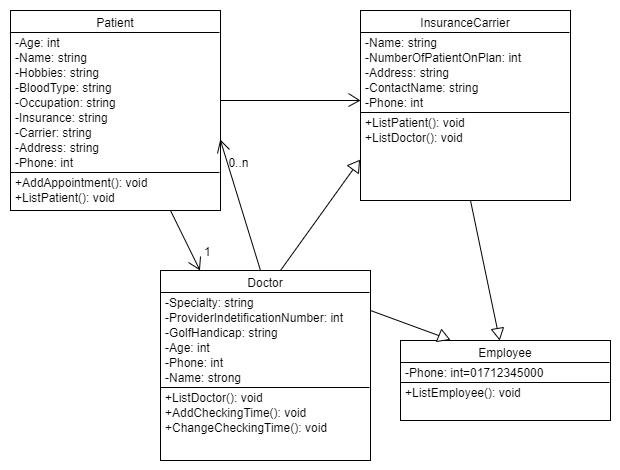 Patient
-Age: int
-Name: string
-Hobbies: string
-BloodType: string
-Occupation: string
-Insurance: string
-Carrier: string
-Address: string
-Phone: int
+AddAppointment(): void
+ListPatient(): void
InsuranceCarrier
-Name: string
-NumberOfPatientOnPlan: int
-Address: string
-ContactName: string
-Phone: int
+ListPatient(): void
+ListDoctor(): void
0..n
1
Doctor
-Specialty: string
-ProviderIndetificationNumber: int
-GolfHandicap: string
-Age: int
-Phone: int
-Name: strong
+ListDoctor(): void
+AddCheckingTime(): void
+ChangeCheckingTime(): void
Employee
-Phone: int=01712345000
+ListEmployee(): void